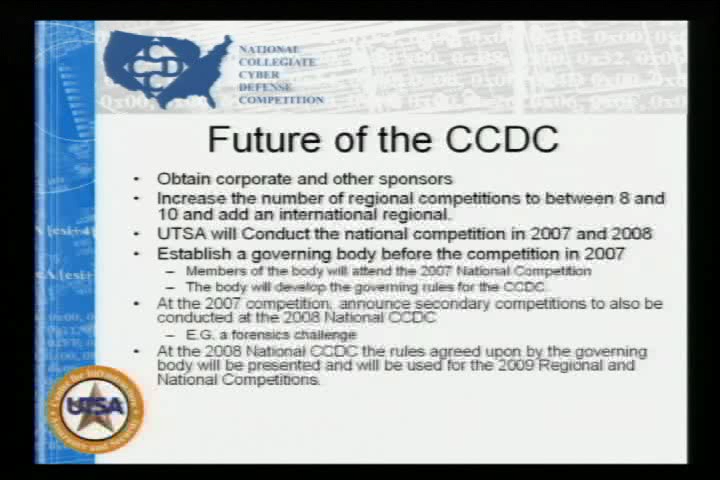 NATIONAL
COLLEGIATE
CYBER
DEFENSE
COMPETITION
Future of the CCDC
• Obtain corporate and other sponsors
• Increase the number of regional competitions to between 8 and
10 and add an international regional.
• UTSA will Conduct the national competition in 2007 and 2008
• Establish a governing body before the competition in 2007
– Members of the body will attend the 2007 National Competition
– The body will develop the governing rules for the CCDC.
• At the 2007 competition, announce secondary competitions to also be
conducted at the 2008 National CCDC
– E.G. a forensics challenge
• At the 2008 National CCDC the rules agreed upon by the governing
body will be presented and will be used for the 2009 Regional and
National Competitions.
UTSA